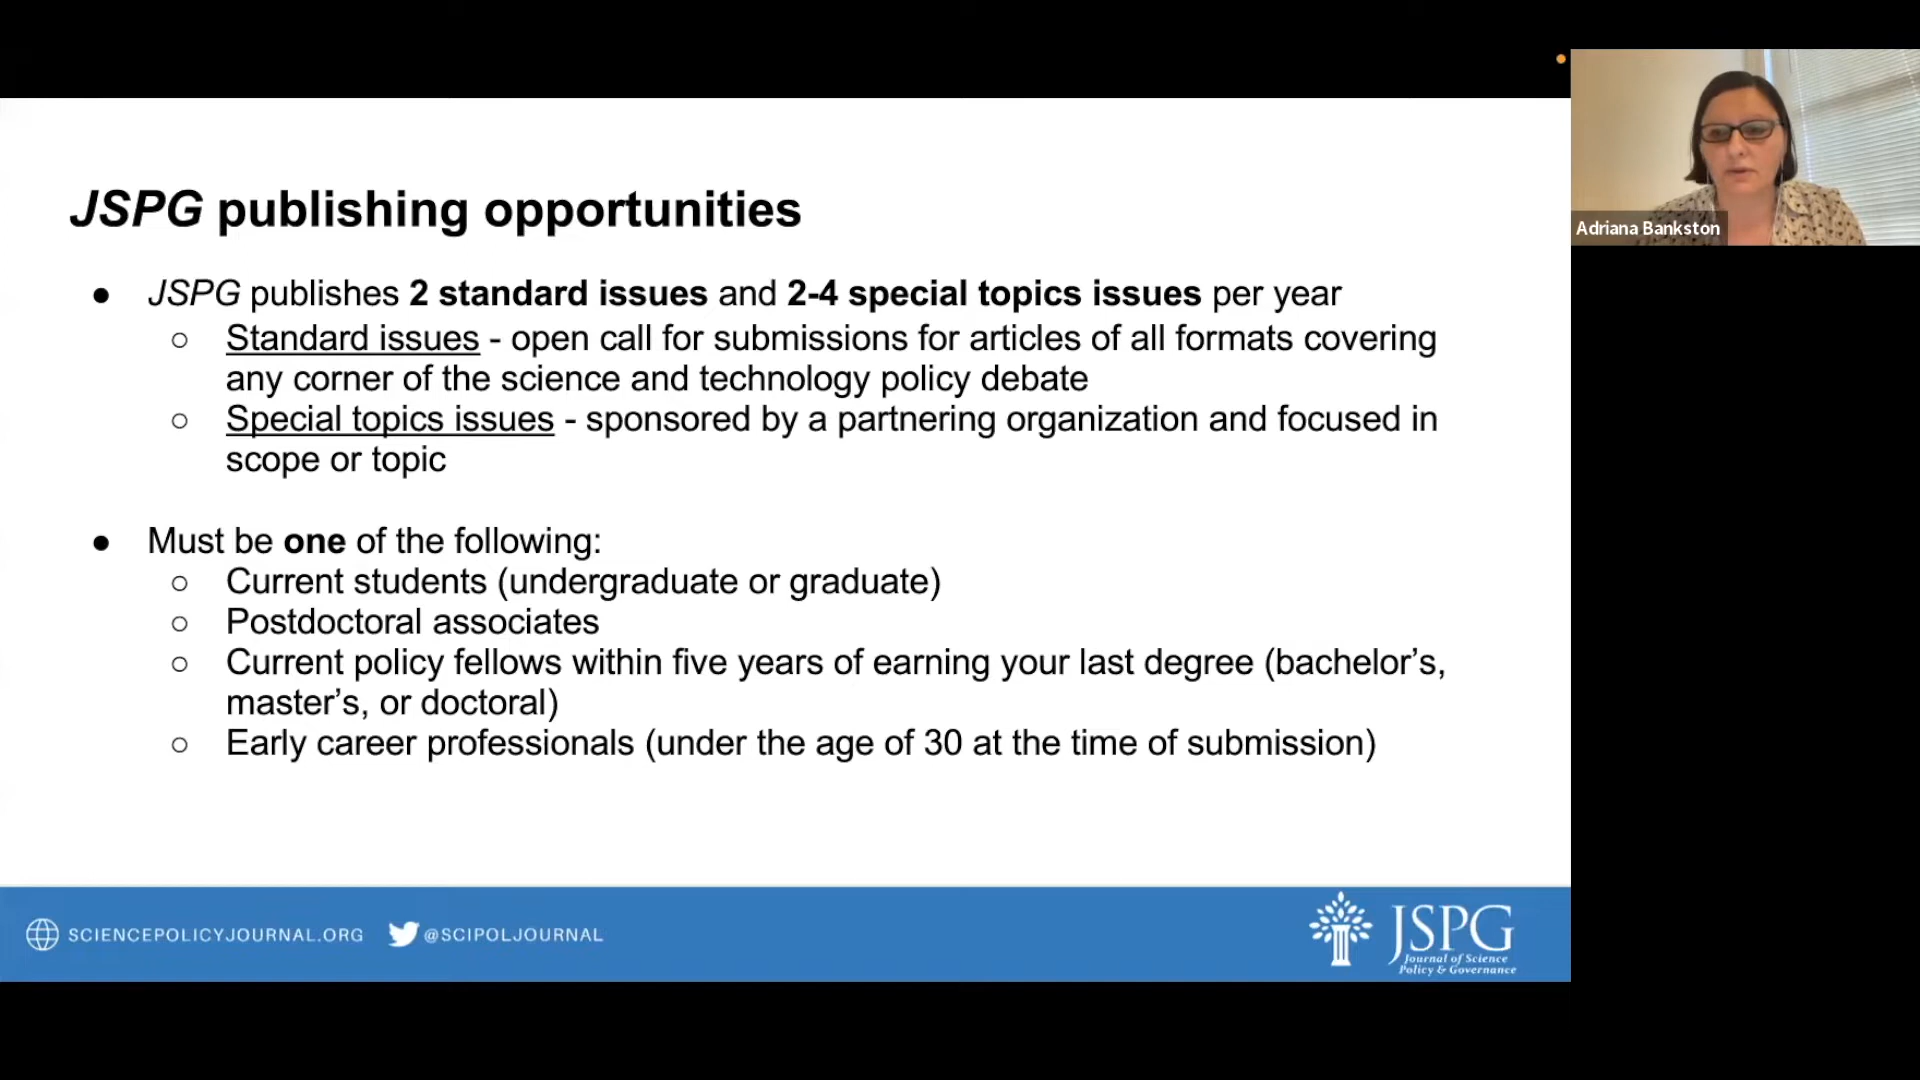 JSPG publishing opportunities
● JSPG publishes 2 standard issues and 2-4 special topics issues per year
○ Standard issues - open call for submissions for articles of all formats covering
any corner of the science and technology policy debate
○ Special topics issues - sponsored by a partnering organization and focused in
scope or topic
● Must be one of the following:
○ Current students (undergraduate or graduate)
○ Postdoctoral associates
○ Current policy fellows within five years of earning your last degree (bachelor’s,
master’s, or doctoral)
○ Early career professionals (under the age of 30 at the time of submission)
SCIENCEPOLICYJOURNAL.ORG @SCIPOLJOURNAL
JSPG
Journal of Science
Policy & Governance
Adriana Bankston